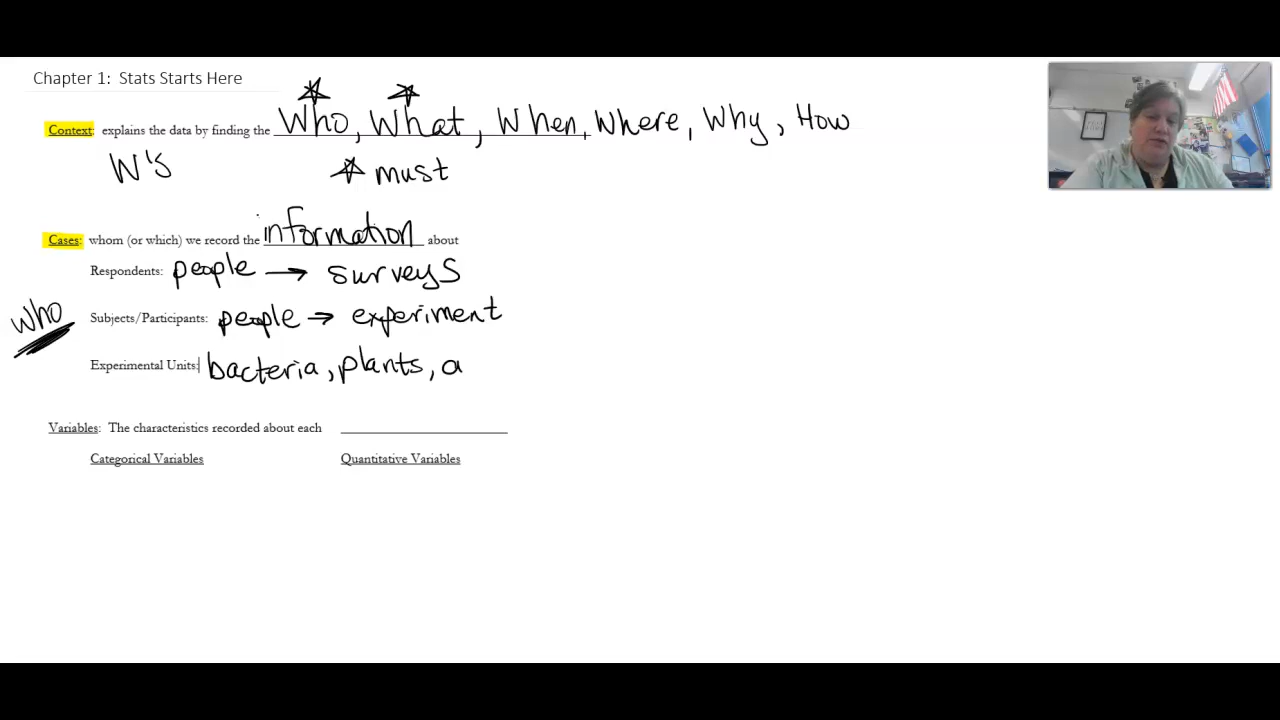 Chapter 1: Stats Starts Here
Context: explains the data by finding the Who, What, When, Where, Why, How
W's
must
Cases: whom (or which) we record the information about
Respondents: people → surveys
who
Subjects/Participants: people → experiment
Experimental Units: bacteria, plants, a
Variables: The characteristics recorded about each
Categorical Variables Quantitative Variables